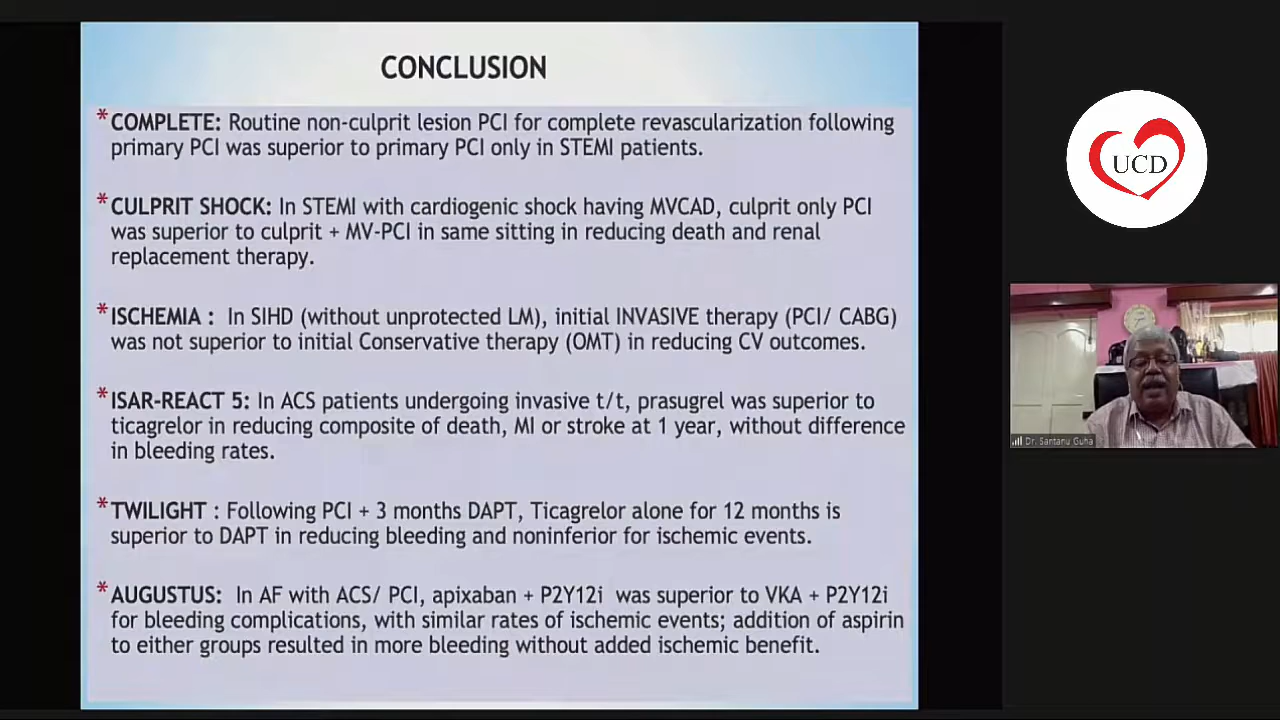 CONCLUSION
* COMPLETE: Routine non-culprit lesion PCI for complete revascularization following
primary PCI was superior to primary PCI only in STEMI patients.
* CULPRIT SHOCK: In STEMI with cardiogenic shock having MVCAD, culprit only PCI
was superior to culprit + MV-PCI in same sitting in reducing death and renal
replacement therapy.
* ISCHEMIA : In SIHD (without unprotected LM), initial INVASIVE therapy (PCI/ CABG)
was not superior to initial Conservative therapy (OMT) in reducing CV outcomes.
* ISAR-REACT 5: In ACS patients undergoing invasive t/t, prasugrel was superior to
ticagrelor in reducing composite of death, MI or stroke at 1 year, without difference
in bleeding rates.
* TWILIGHT : Following PCI + 3 months DAPT, Ticagrelor alone for 12 months is
superior to DAPT in reducing bleeding and noninferior for ischemic events.
* AUGUSTUS: In AF with ACS/ PCI, apixaban + P2Y12i was superior to VKA + P2Y12i
for bleeding complications, with similar rates of ischemic events; addition of aspirin
to either groups resulted in more bleeding without added ischemic benefit.
UCD
Dr. Santanu Guha